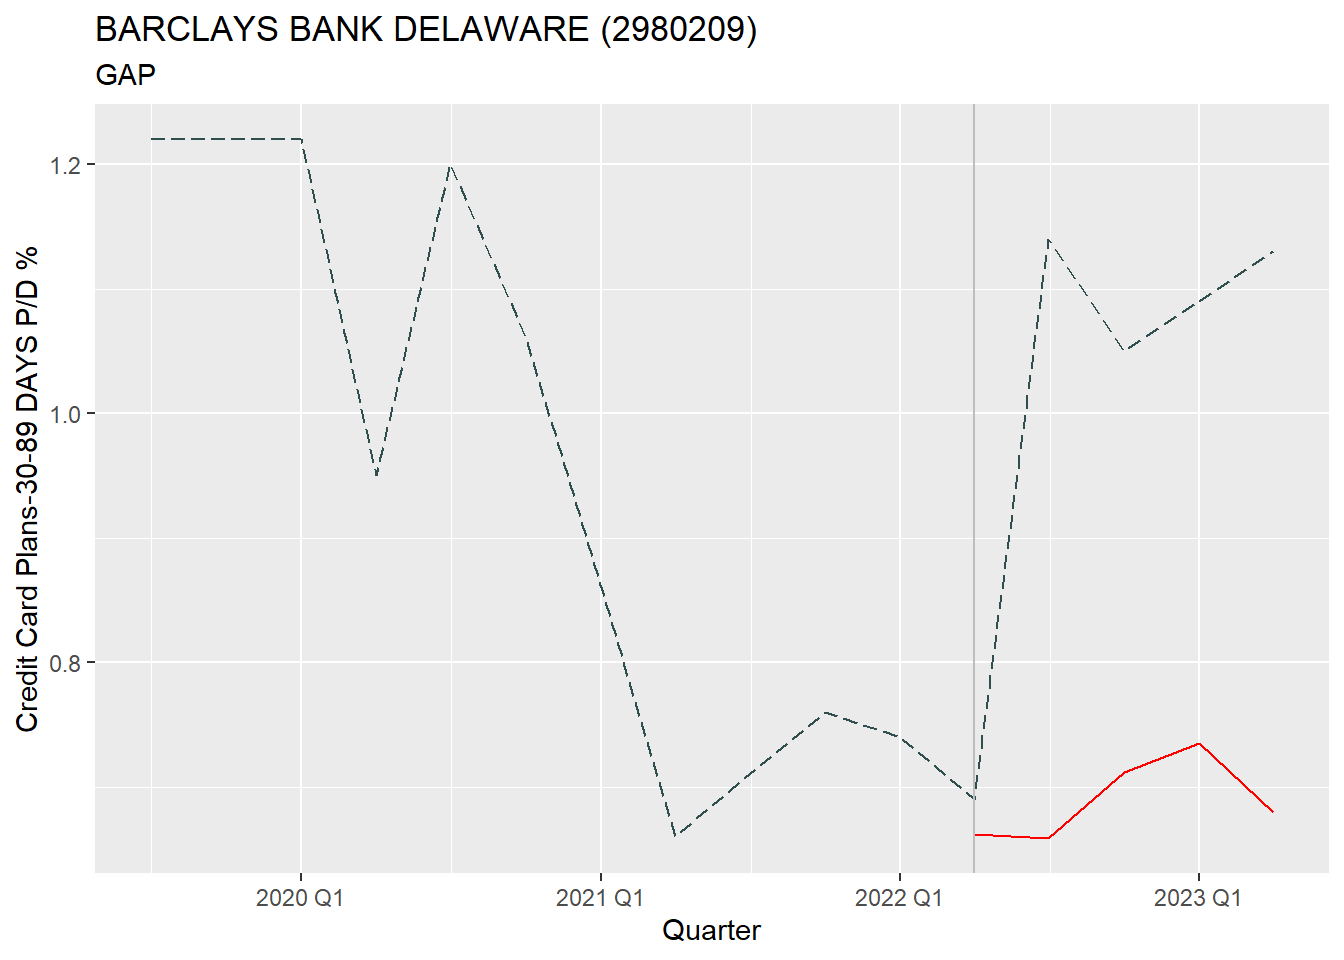 BARCLAYS BANK DELAWARE (2980209)
GAP
Credit Card Plans-30-89 DAYS P/D %
1.2
1.0
0.8
2020 Q1
2021 Q1
2022 Q1
2023 Q1
Quarter